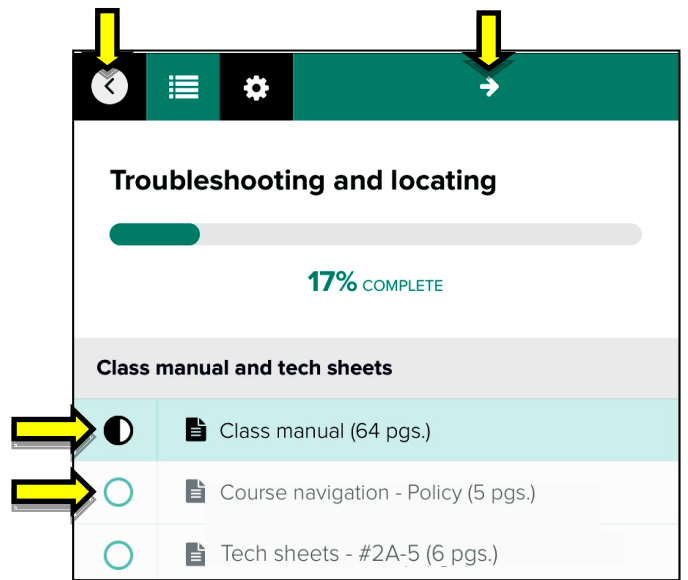 Troubleshooting and locating
17% COMPLETE
Class manual and tech sheets
Class manual (64 pgs.)
Course navigation - Policy (5 pgs.)
Tech sheets - #2A-5 (6 pgs.)